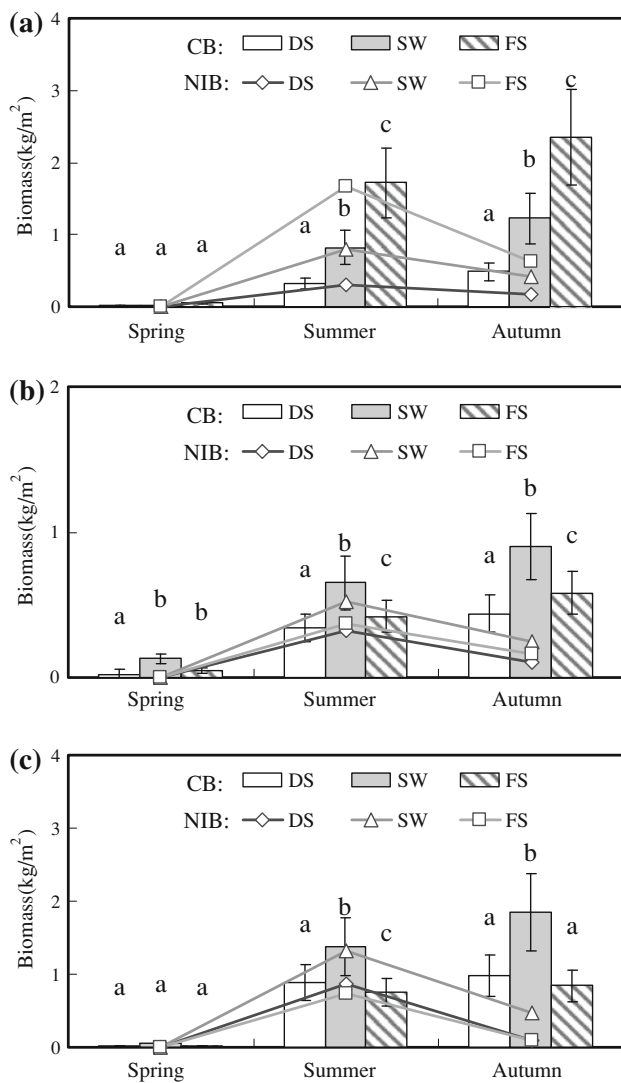 (a)
4
3
2
1
0
Biomass(kg/m²)
CB: DS SW FS
NIB: DS SW FS
a a a
a b c
a b c
Spring Summer Autumn
(b)
2
1
0
Biomass(kg/m²)
CB: DS SW FS
NIB: DS SW FS
a b b
a b c
a b c
Spring Summer Autumn
(c)
4
3
2
1
0
Biomass(kg/m²)
CB: DS SW FS
NIB: DS SW FS
a a a
a b c
a b a
Spring Summer Autumn